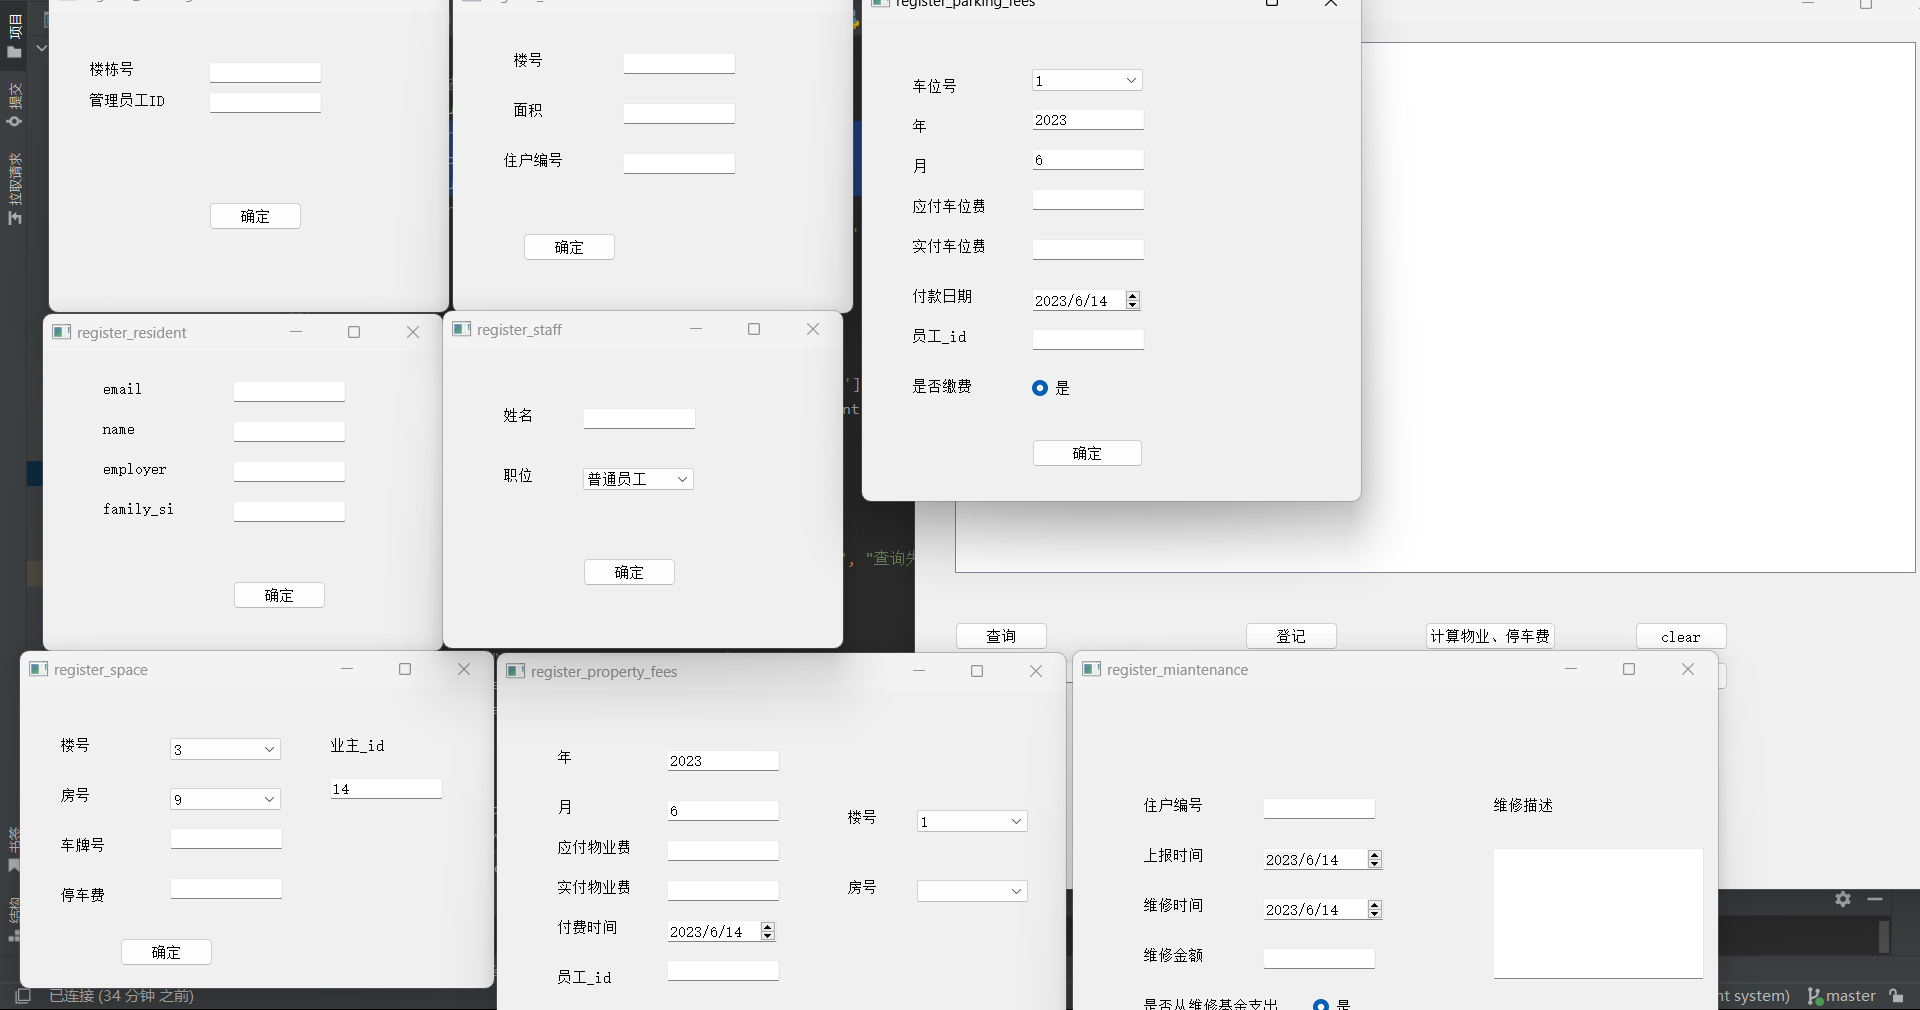 项目
提交
拉取请求
书签
结构
楼栋号
管理员工ID
确定
楼号
面积
住户编号
确定
register_parking_fees
车位号 1
年 2023
月 6
应付车位费
实付车位费
付款日期 2023/6/14
员工_id
是否缴费 是
确定
register_resident
email
name
employer
family_si
确定
register_staff
姓名
职位 普通员工
确定
']
nt
", "查询失
查询 登记 计算物业、停车费 clear
register_space
楼号 3 业主_id
房号 9 14
车牌号
停车费
确定
register_property_fees
年 2023
月 6 楼号 1
应付物业费
实付物业费 房号
付费时间 2023/6/14
员工_id
register_miantenance
住户编号 维修描述
上报时间 2023/6/14
维修时间 2023/6/14
维修金额
是否从维修基金支出 是
已连接 (34 分钟 之前)
nt system) master